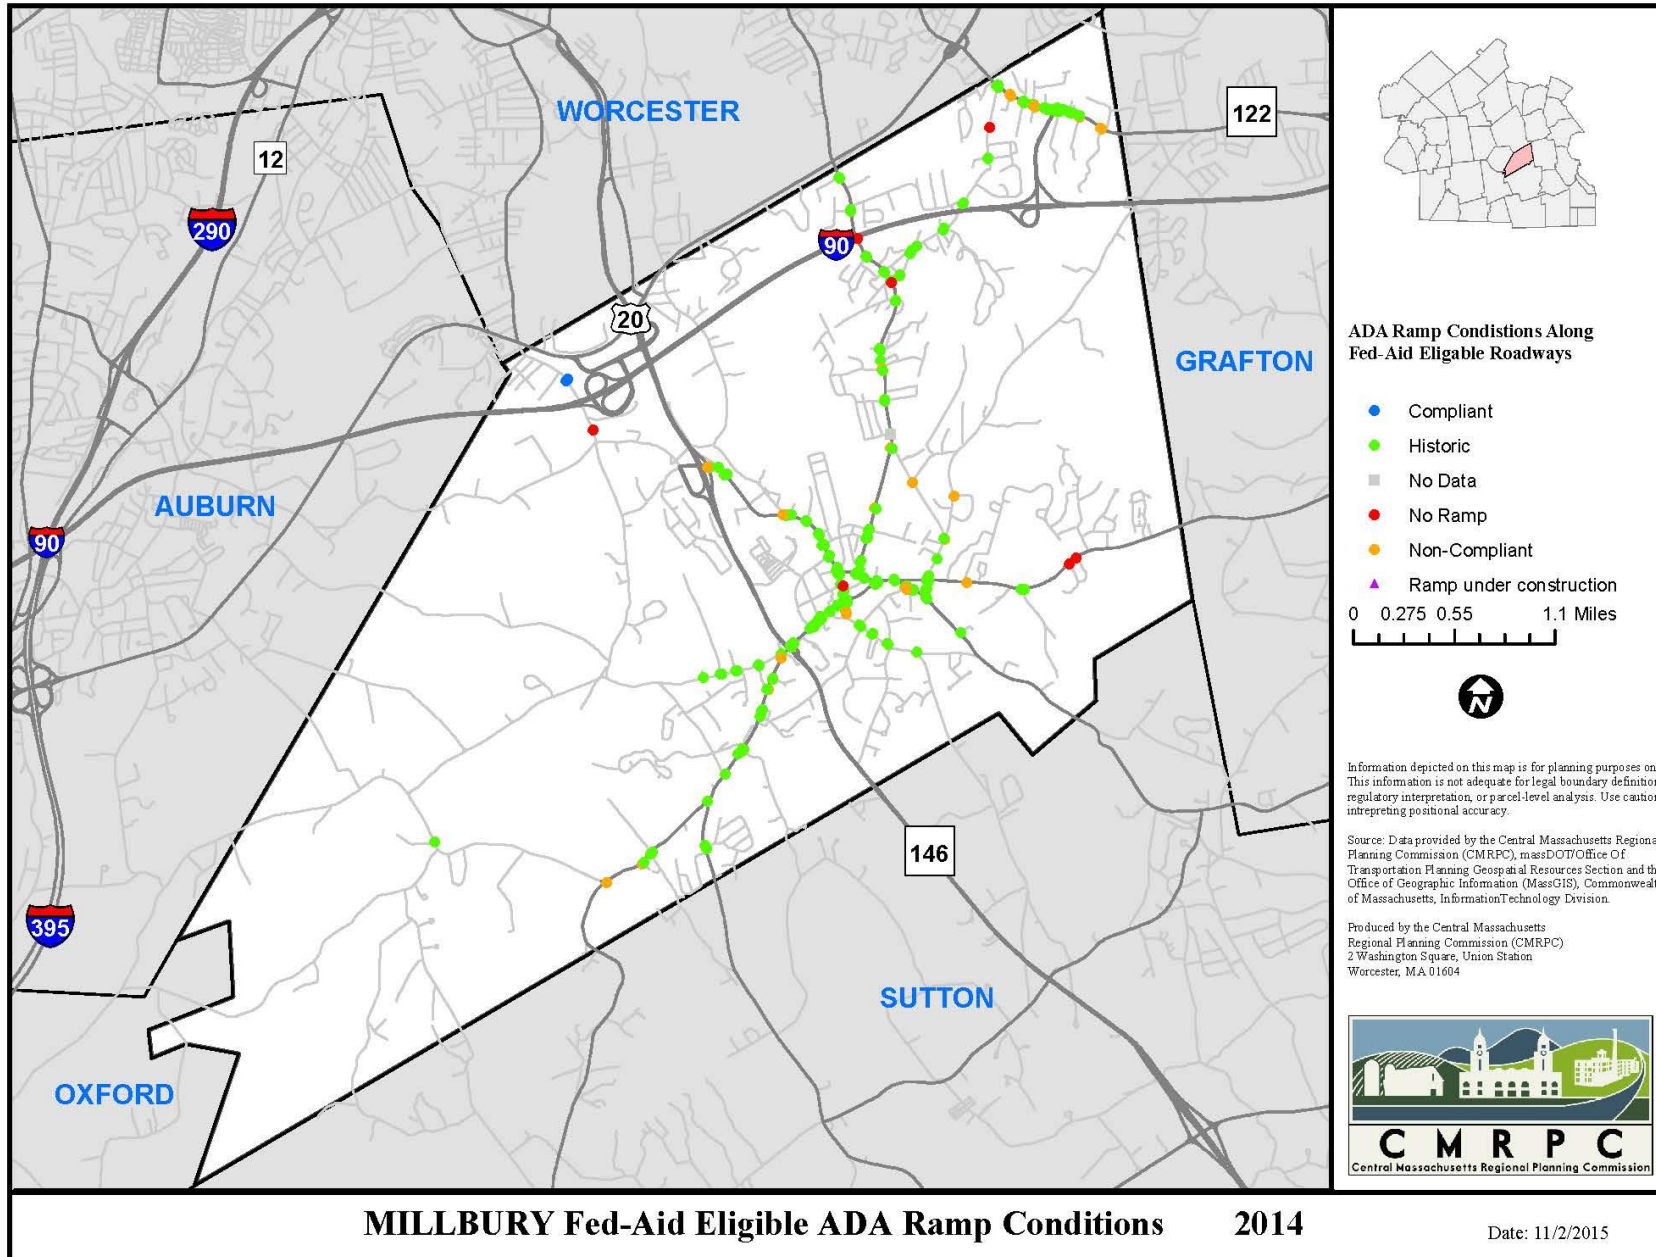 WORCESTER
122
12
290
90
20
GRAFTON
AUBURN
90
146
395
SUTTON
OXFORD
ADA Ramp Condistions Along
Fed-Aid Eligable Roadways
Compliant
Historic
No Data
No Ramp
Non-Compliant
Ramp under construction
0 0.275 0.55 1.1 Miles
N
Information depicted on this map is for planning purposes on
This information is not adequate for legal boundary definition
regulatory interpretation, or parcel-level analysis. Use caution
intrepreting positional accuracy.
Source: Data provided by the Central Massachusetts Regiona
Planning Commission (CMRPC), massDOT/Office Of
Transportation Planning Geospatial Resources Section and th
Office of Geographic Information (MassGIS), Commonwealt
of Massachusetts, InformationTechnology Division.
Produced by the Central Massachusetts
Regional Planning Commission (CMRPC)
2 Washington Square, Union Station
Worcester, MA 01604
C M R P C
Central Massachusetts Regional Planning Commission
MILLBURY Fed-Aid Eligible ADA Ramp Conditions 2014
Date: 11/2/2015